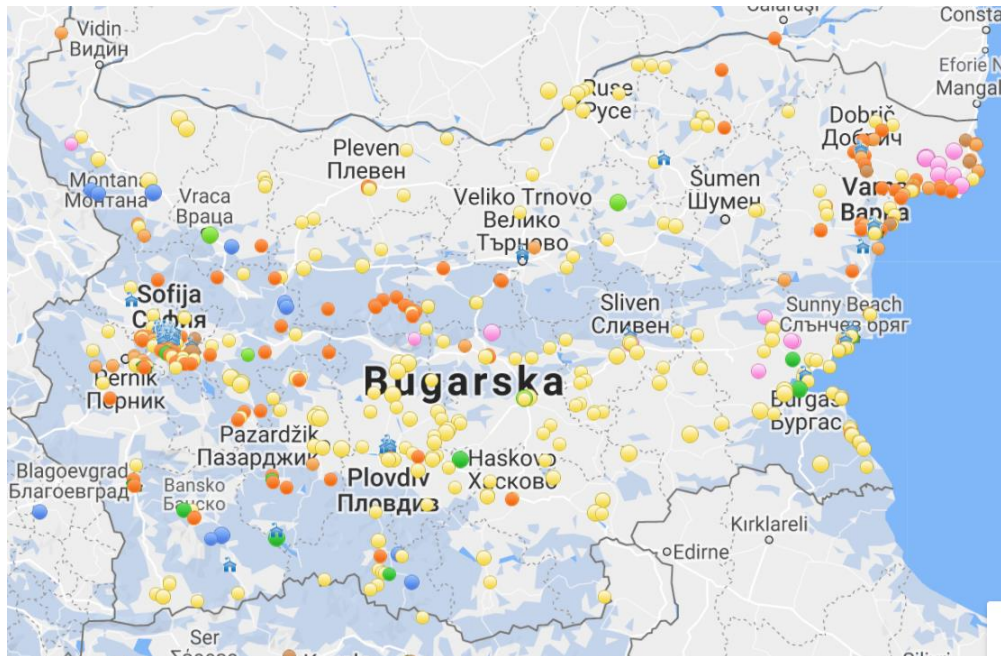 Călărași
Consta
Vidin
Видин
Eforie N
Mangal
Ruse
Русе
Dobrič
Добрич
Pleven
Плевен
Montana
Монтана
Vraca
Враца
Veliko Trnovo
Велико
Търново
Šumen
Шумен
Varna
Варна
Sofija
София
Sliven
Сливен
Sunny Beach
Слънчев бряг
Pernik
Перник
Bugarska
Burgas
Бургас
Pazardžik
Пазарджик
Plovdiv
Пловдив
Haskovo
Хасково
Blagoevgrad
Благоевград
Bansko
Банско
Kırklareli
Edirne
Ser